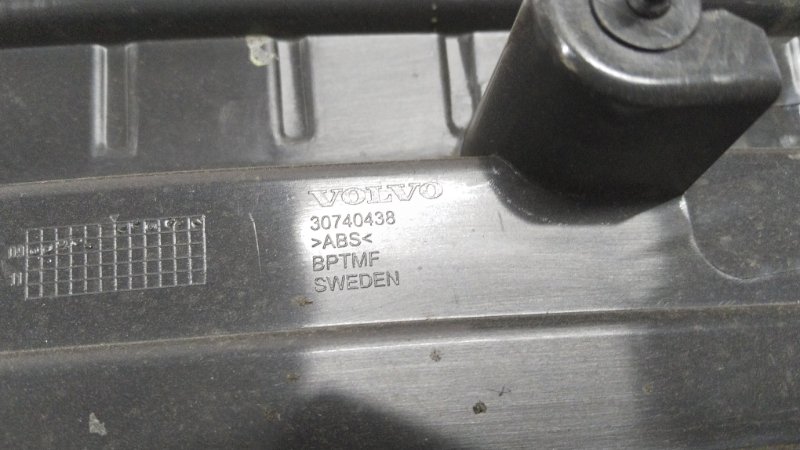 VOLVO
30740438
>ABS<
BPTMF
SWEDEN